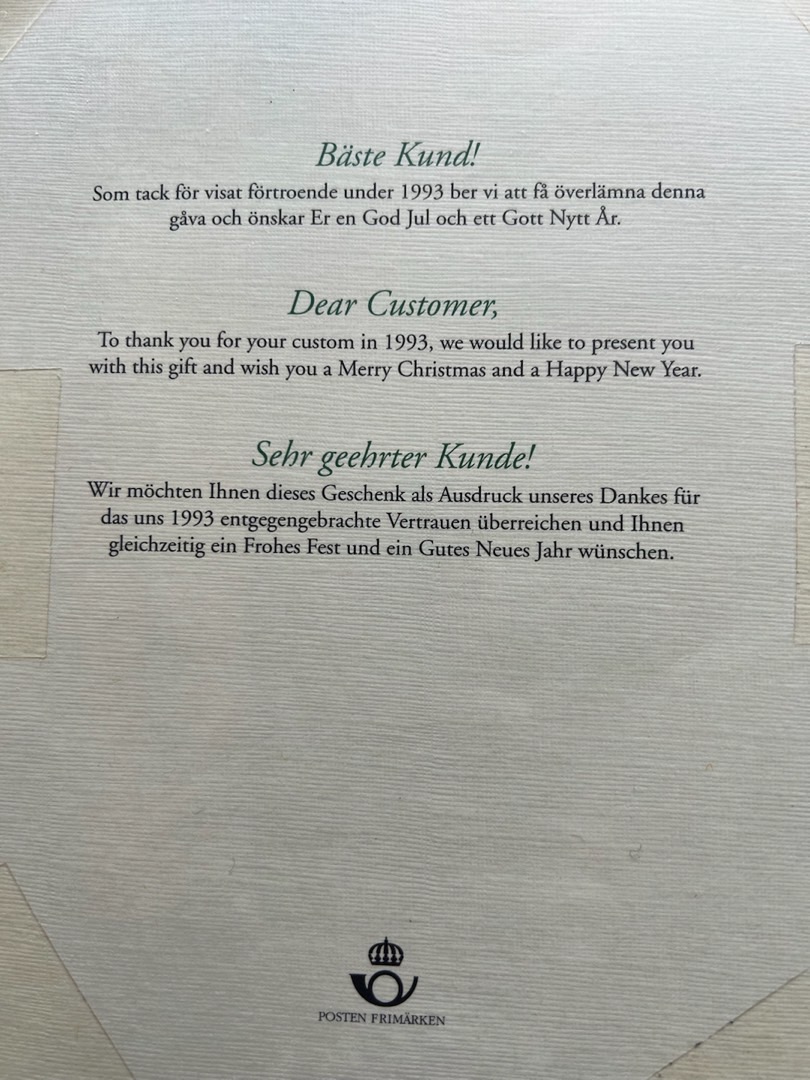 Bäste Kund!
Som tack för visat förtroende under 1993 ber vi att få överlämna denna
gåva och önskar Er en God Jul och ett Gott Nytt År.
Dear Customer,
To thank you for your custom in 1993, we would like to present you
with this gift and wish you a Merry Christmas and a Happy New Year.
Sehr geehrter Kunde!
Wir möchten Ihnen dieses Geschenk als Ausdruck unseres Dankes für
das uns 1993 entgegengebrachte Vertrauen überreichen und Ihnen
gleichzeitig ein Frohes Fest und ein Gutes Neues Jahr wünschen.
POSTEN FRIMÄRKEN